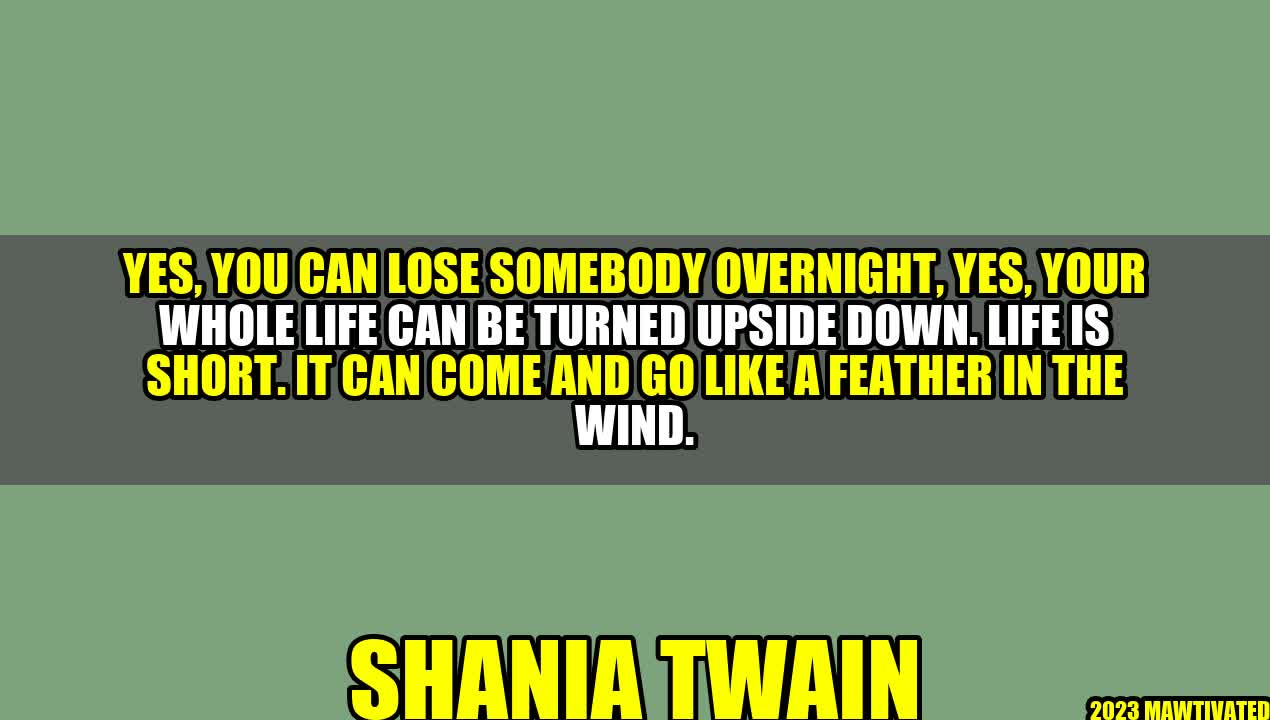 YES, YOU CAN LOSE SOMEBODY OVERNIGHT, YES, YOUR
WHOLE LIFE CAN BE TURNED UPSIDE DOWN. LIFE IS
SHORT. IT CAN COME AND GO LIKE A FEATHER IN THE
WIND.
SHANIA TWAIN
2023 MAWTIVATED